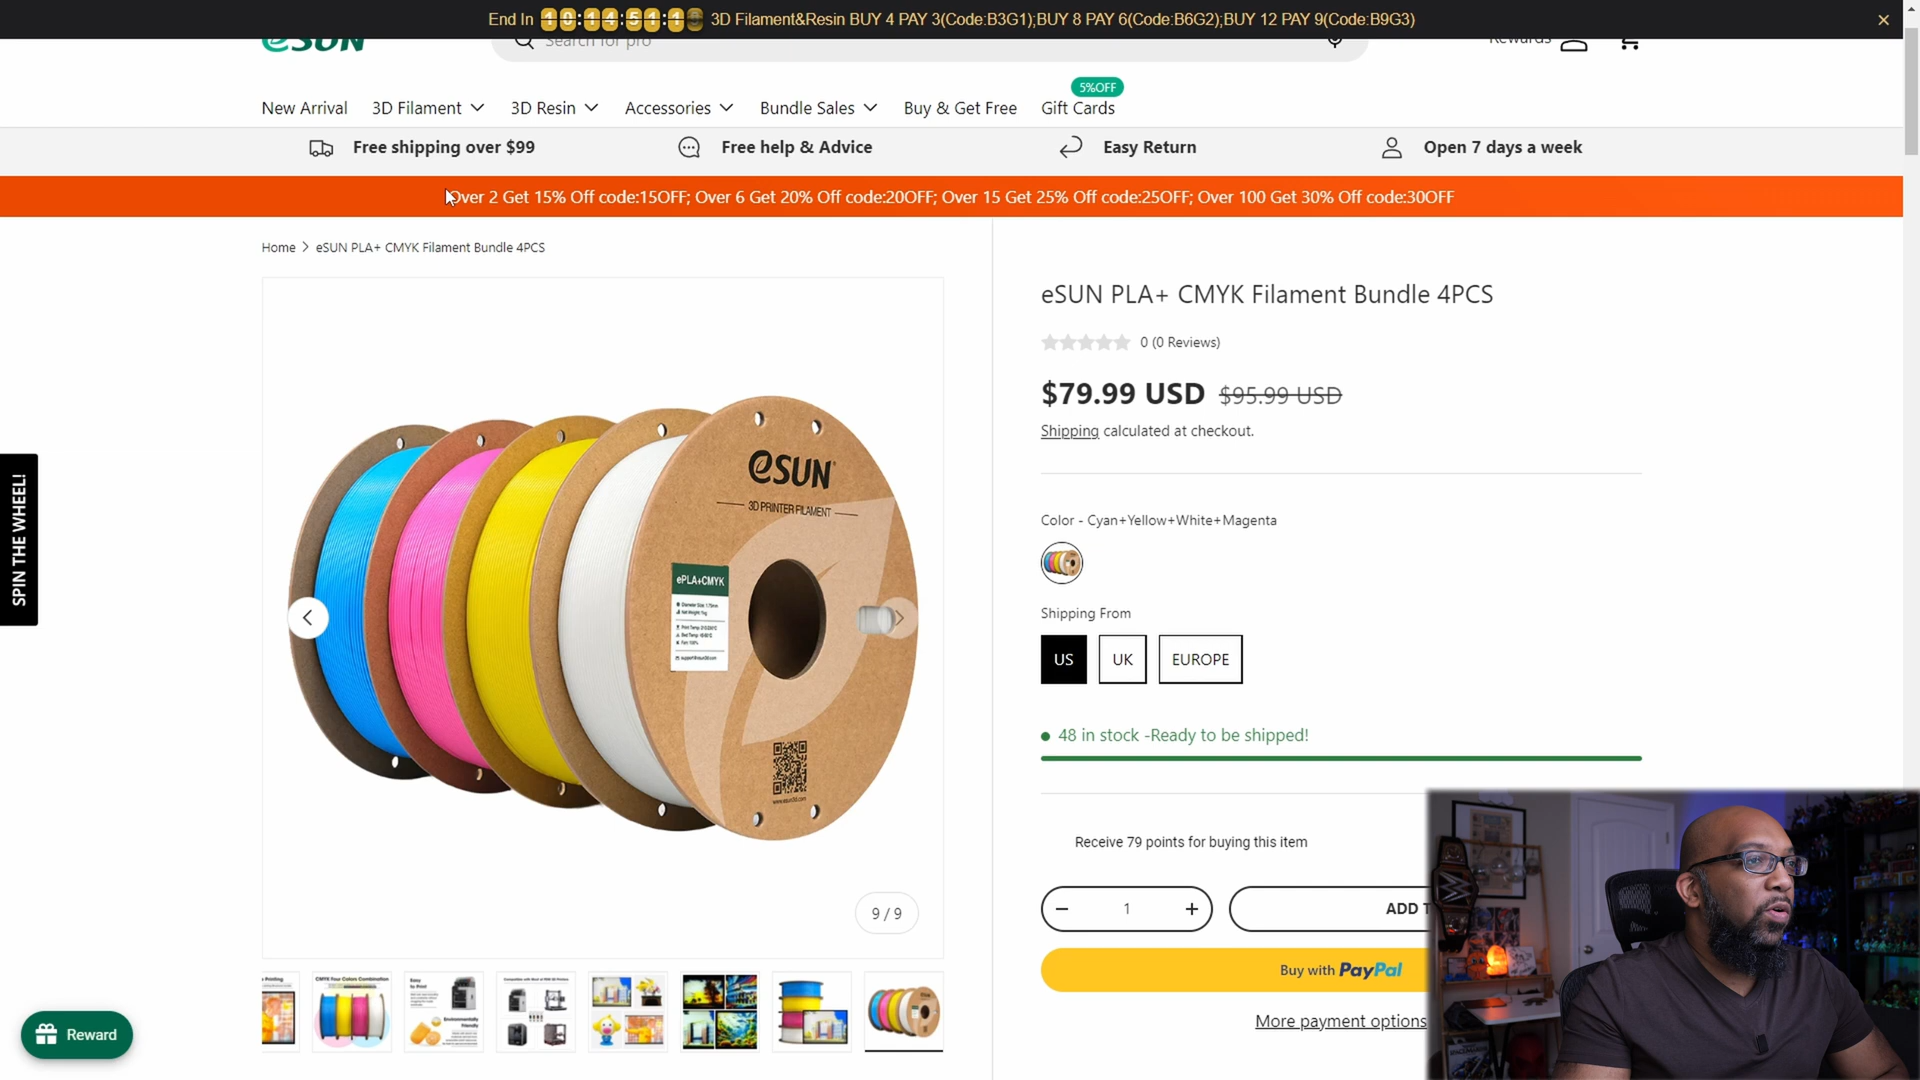 End In 10:14:51:1 3D Filament&Resin BUY 4 PAY 3(Code:B3G1);BUY 8 PAY 6(Code:B6G2);BUY 12 PAY 9(Code:B9G3)
eSUN
Search for pro
Rewards
5%OFF
New Arrival 3D Filament 3D Resin Accessories Bundle Sales Buy & Get Free Gift Cards
Free shipping over $99 Free help & Advice Easy Return Open 7 days a week
Over 2 Get 15% Off code:15OFF; Over 6 Get 20% Off code:20OFF; Over 15 Get 25% Off code:25OFF; Over 100 Get 30% Off code:30OFF
Home > eSUN PLA+ CMYK Filament Bundle 4PCS
eSUN PLA+ CMYK Filament Bundle 4PCS
0 (0 Reviews)
$79.99 USD $95.99 USD
Shipping calculated at checkout.
Color - Cyan+Yellow+White+Magenta
Shipping From
US UK EUROPE
48 in stock -Ready to be shipped!
Receive 79 points for buying this item
1
ADD T
Buy with PayPal
More payment options
SPIN THE WHEEL!
eSUN
3D PRINTER FILAMENT
ePLA+CMYK
9 / 9
CMYK Four Colors Combination
Reward